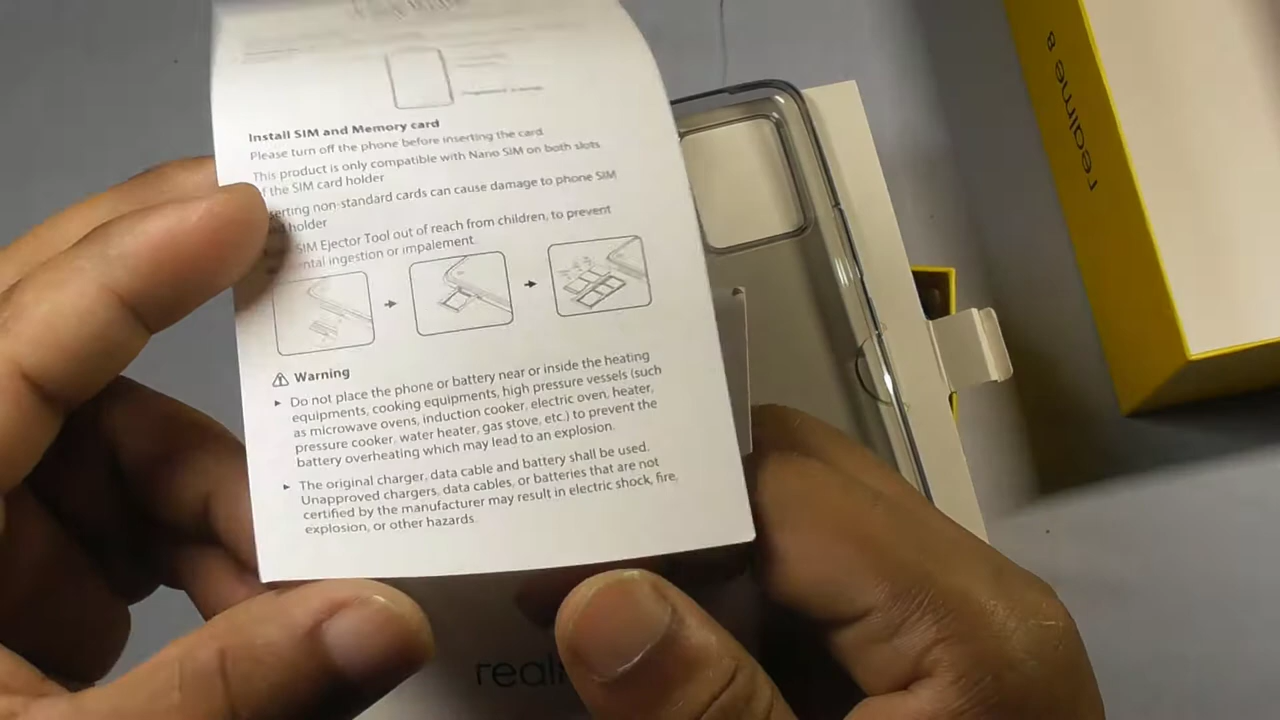 Install SIM and Memory card
Please turn off the phone before inserting the card.
This product is only compatible with Nano SIM on both slots
f the SIM card holder
erting non-standard cards can cause damage to phone SIM
holder
SIM Ejector Tool out of reach from children, to prevent
ntal ingestion or impalement.
Warning
Do not place the phone or battery near or inside the heating
equipments, cooking equipments, high pressure vessels (such
as microwave ovens, induction cooker, electric oven, heater,
pressure cooker, water heater, gas stove, etc.) to prevent the
battery overheating which may lead to an explosion.
The original charger, data cable and battery shall be used.
Unapproved chargers, data cables, or batteries that are not
certified by the manufacturer may result in electric shock, fire,
explosion, or other hazards.
realme 8
real